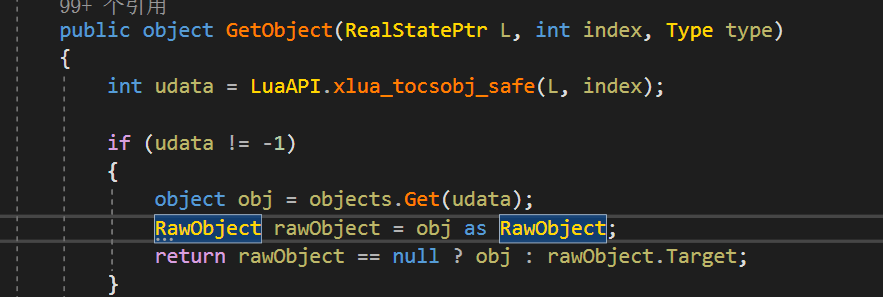 99+ 个引用
public object GetObject(RealStatePtr L, int index, Type type)
{
int udata = LuaAPI.xlua_tocsobj_safe(L, index);
if (udata != -1)
{
object obj = objects.Get(udata);
RawObject rawObject = obj as RawObject;
return rawObject == null ? obj : rawObject.Target;
}